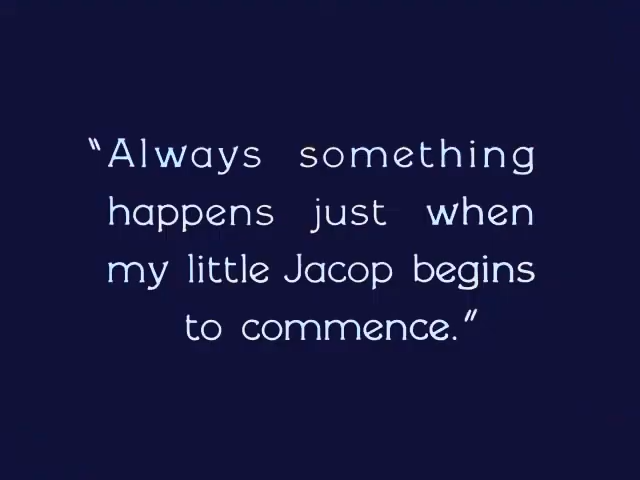 “Always something
happens just when
my little Jacop begins
to commence.”